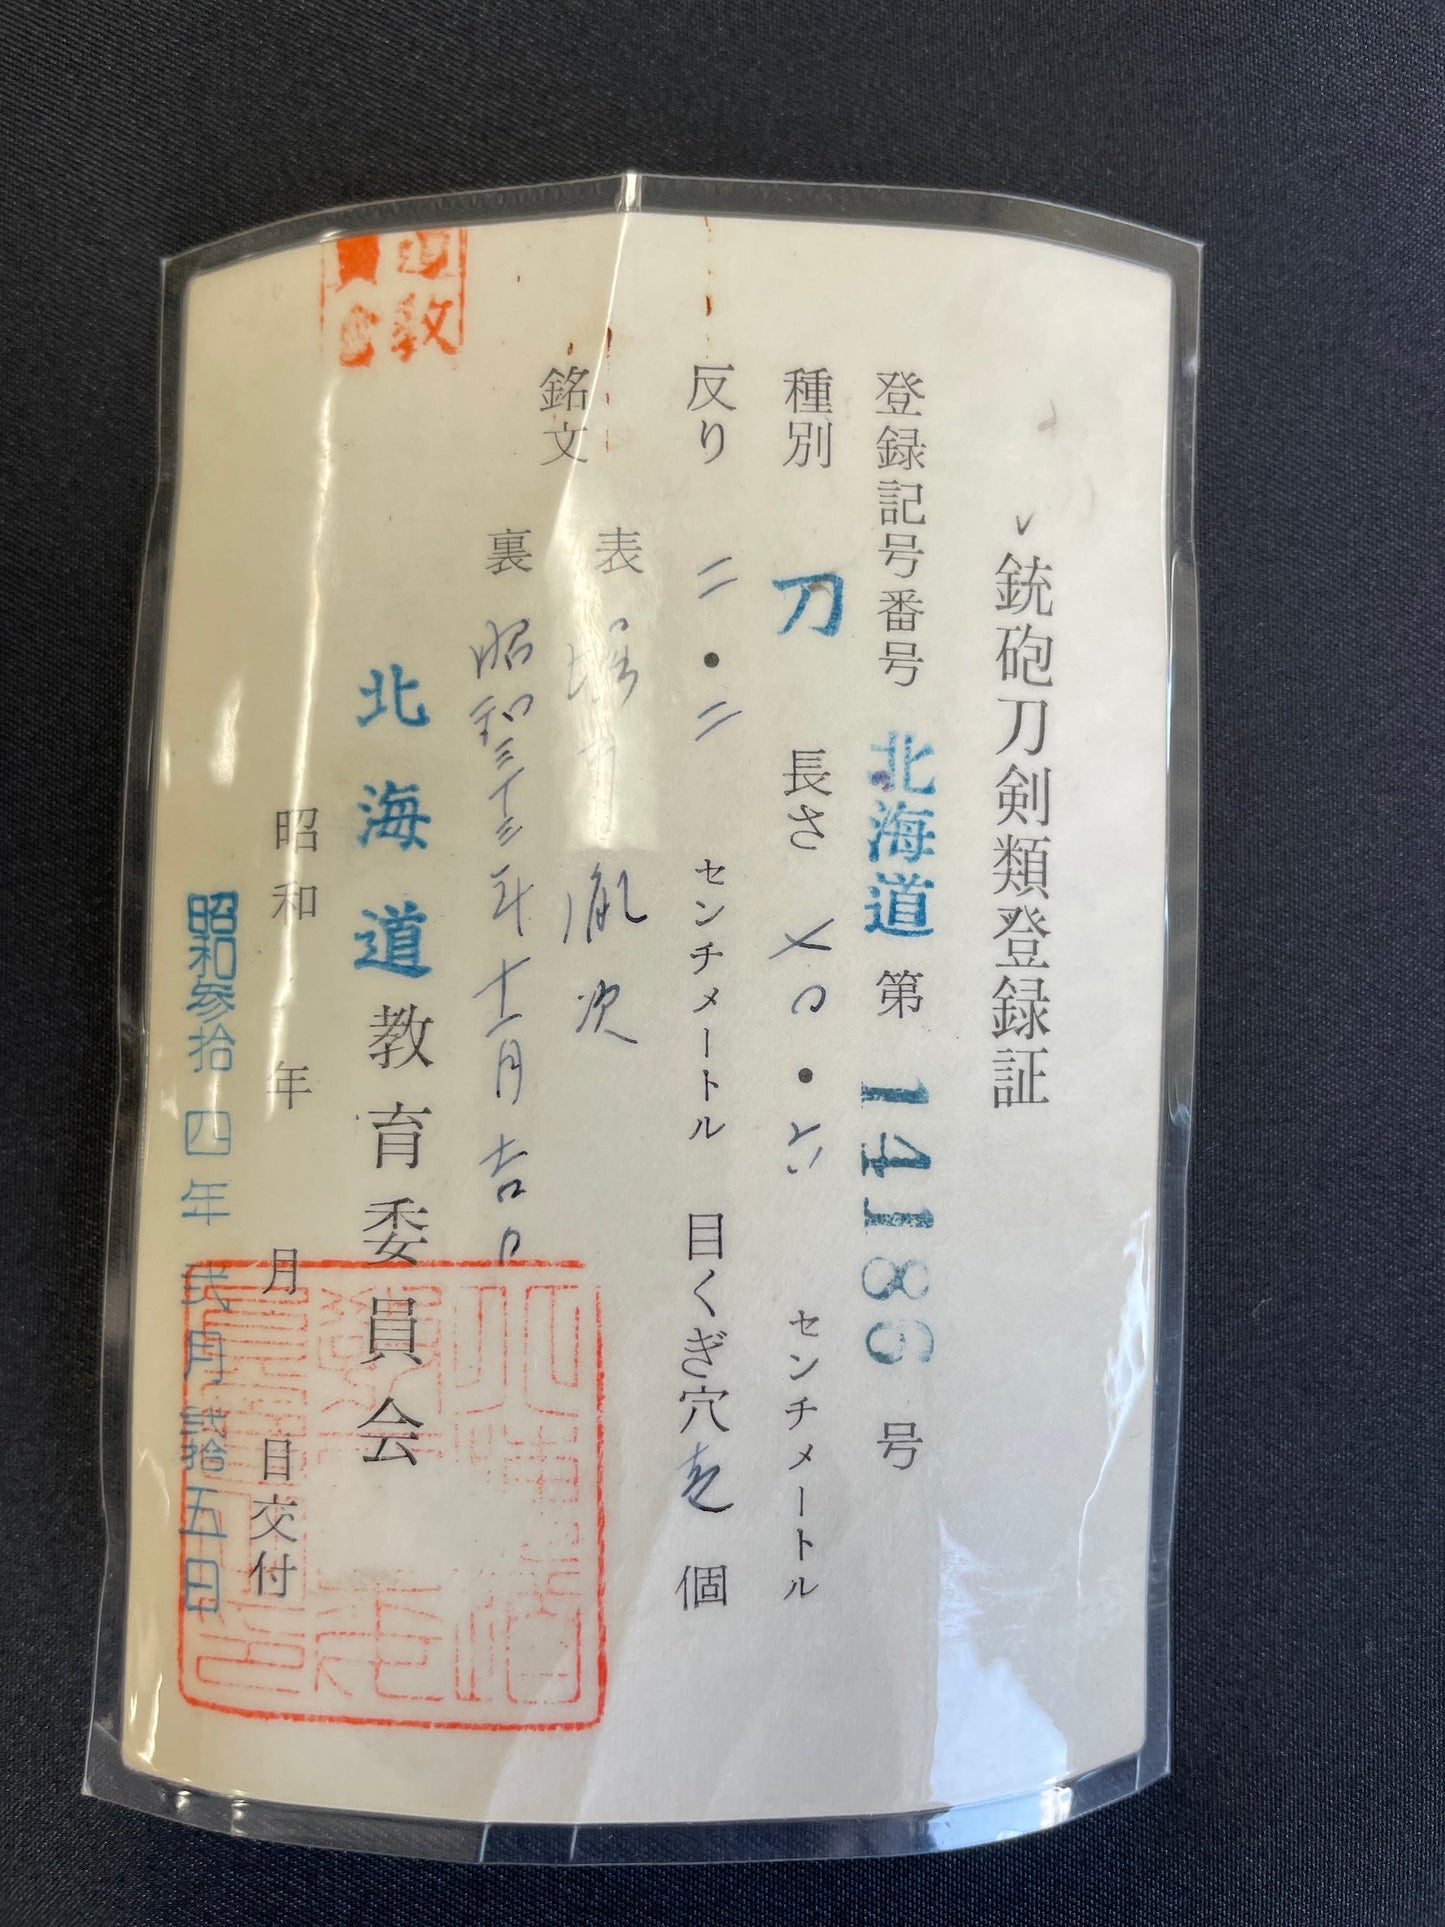 銃砲刀剣類登録証
登録記号番号 北海道 第 14186 号
種別 刀 長さ 七〇・六 センチメートル
反り 二・二 センチメートル 目くぎ穴 壱 個
銘文
表 堀井胤次
裏 昭和三十三年十一月吉日
北海道教育委員会
昭和 年 月 日交付
昭和参拾四年弐月弐拾五日